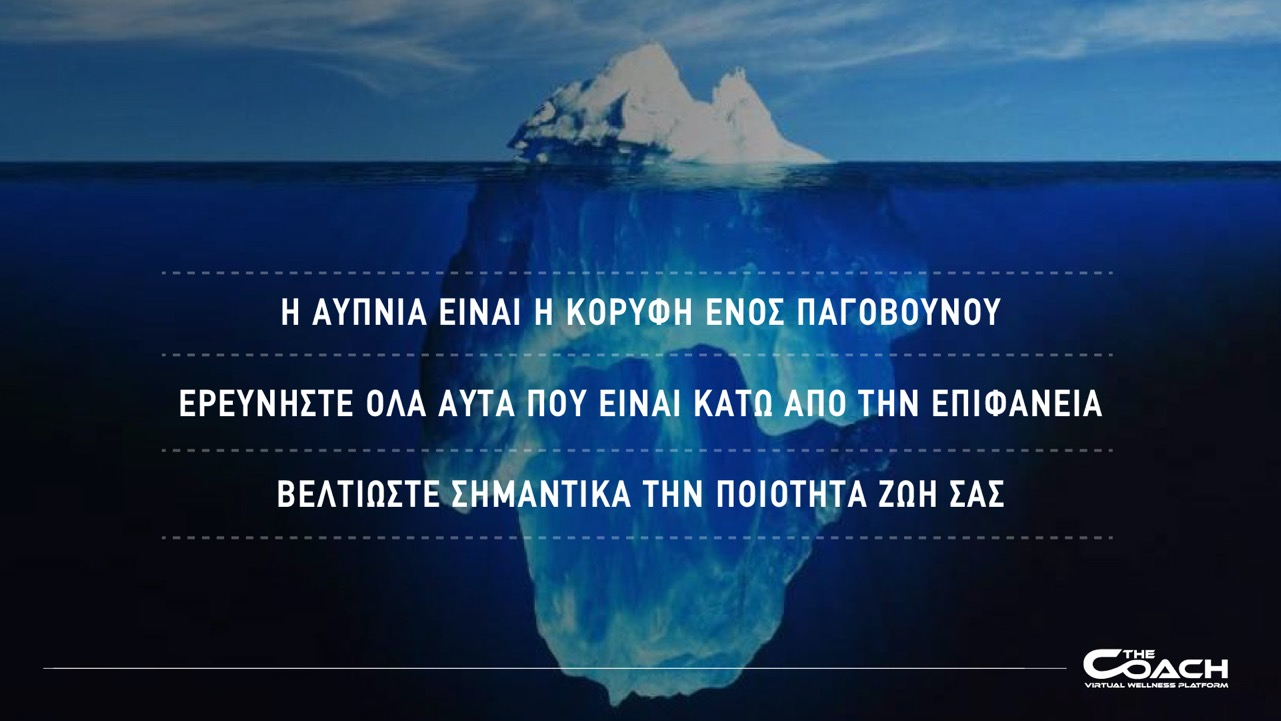 Η ΑΥΠΝΙΑ ΕΙΝΑΙ Η ΚΟΡΥΦΗ ΕΝΟΣ ΠΑΓΟΒΟΥΝΟΥ
ΕΡΕΥΝΗΣΤΕ ΟΛΑ ΑΥΤΑ ΠΟΥ ΕΙΝΑΙ ΚΑΤΩ ΑΠΟ ΤΗΝ ΕΠΙΦΑΝΕΙΑ
ΒΕΛΤΙΩΣΤΕ ΣΗΜΑΝΤΙΚΑ ΤΗΝ ΠΟΙΟΤΗΤΑ ΖΩΗ ΣΑΣ
THE
COACH
VIRTUAL WELLNESS PLATFORM